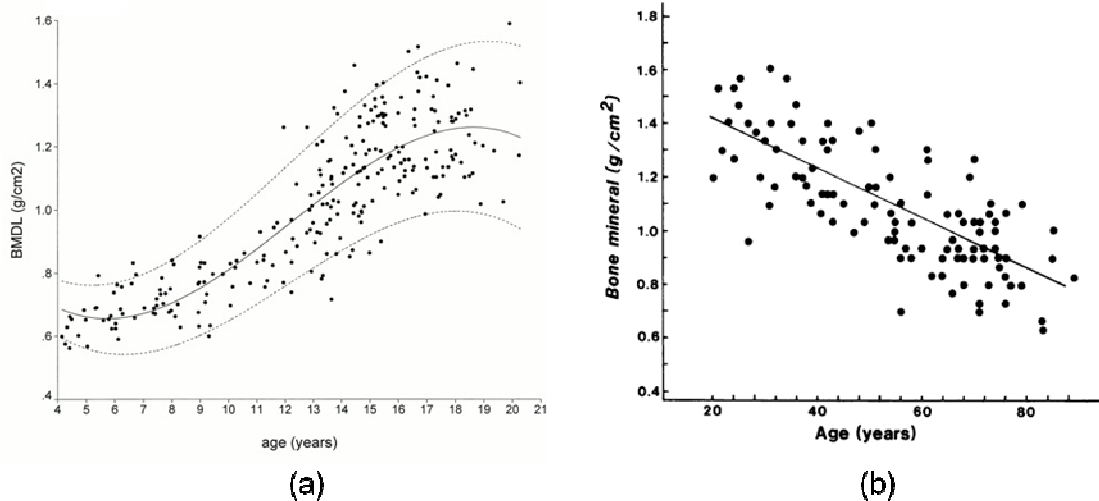 1.6
1.4
1.2
1.0
.8
.6
.4
BMDL (g/cm2)
4 5 6 7 8 9 10 11 12 13 14 15 16 17 18 19 20 21
age (years)
(a)
1.8
1.6
1.4
1.2
1.0
0.8
0.6
0.4
Bone mineral (g/cm2)
20 40 60 80
Age (years)
(b)